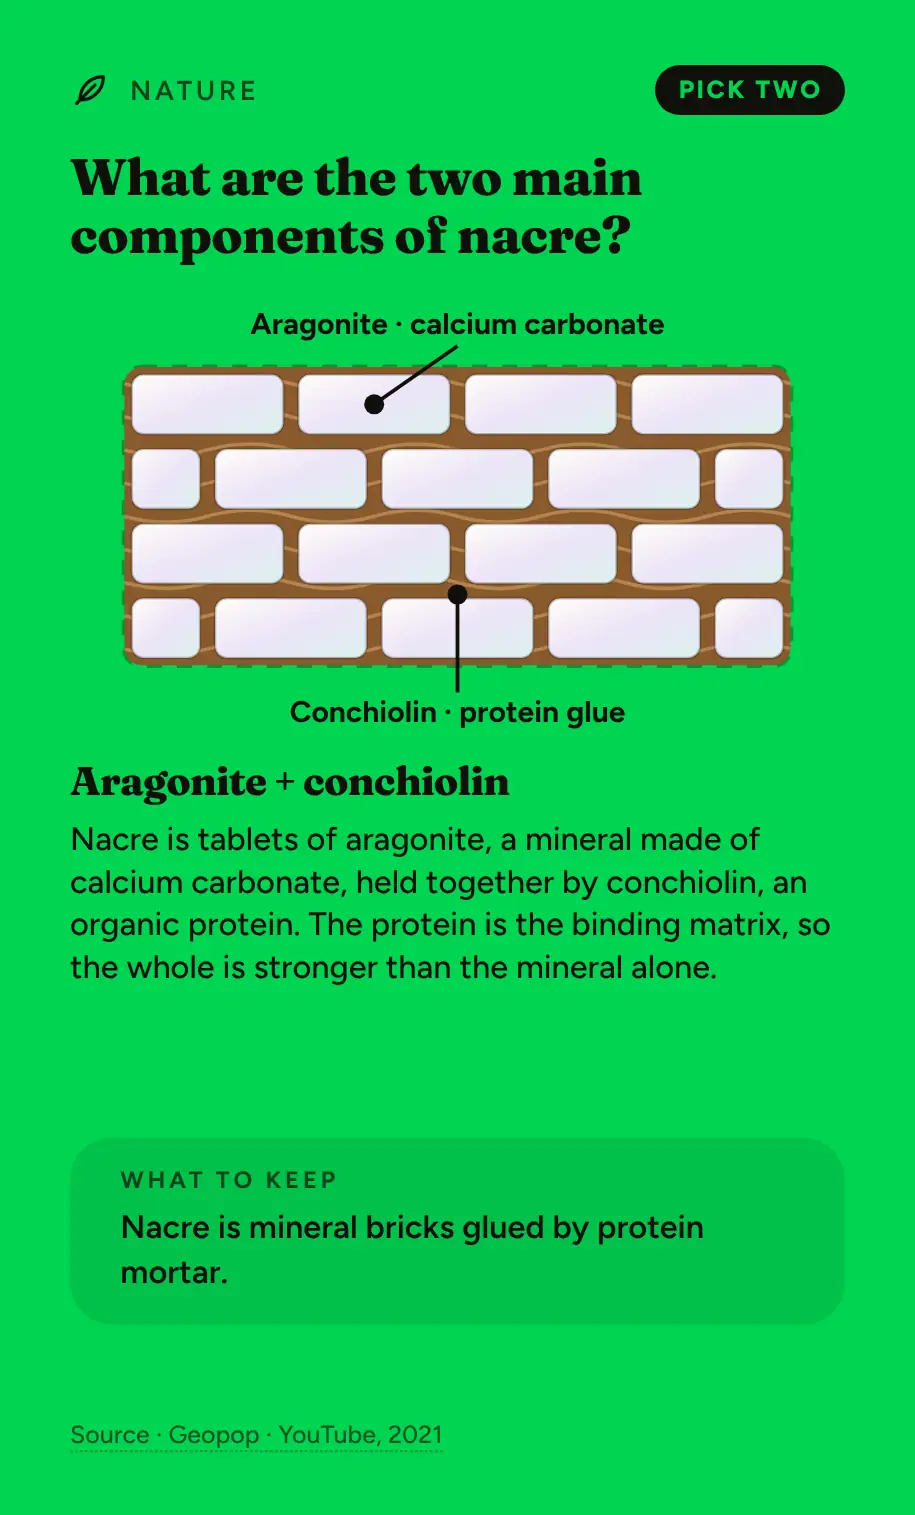 NATURE
PICK TWO
What are the two main
components of nacre?
Aragonite · calcium carbonate
Conchiolin · protein glue
Aragonite + conchiolin
Nacre is tablets of aragonite, a mineral made of
calcium carbonate, held together by conchiolin, an
organic protein. The protein is the binding matrix, so
the whole is stronger than the mineral alone.
WHAT TO KEEP
Nacre is mineral bricks glued by protein
mortar.
Source · Geopop · YouTube, 2021